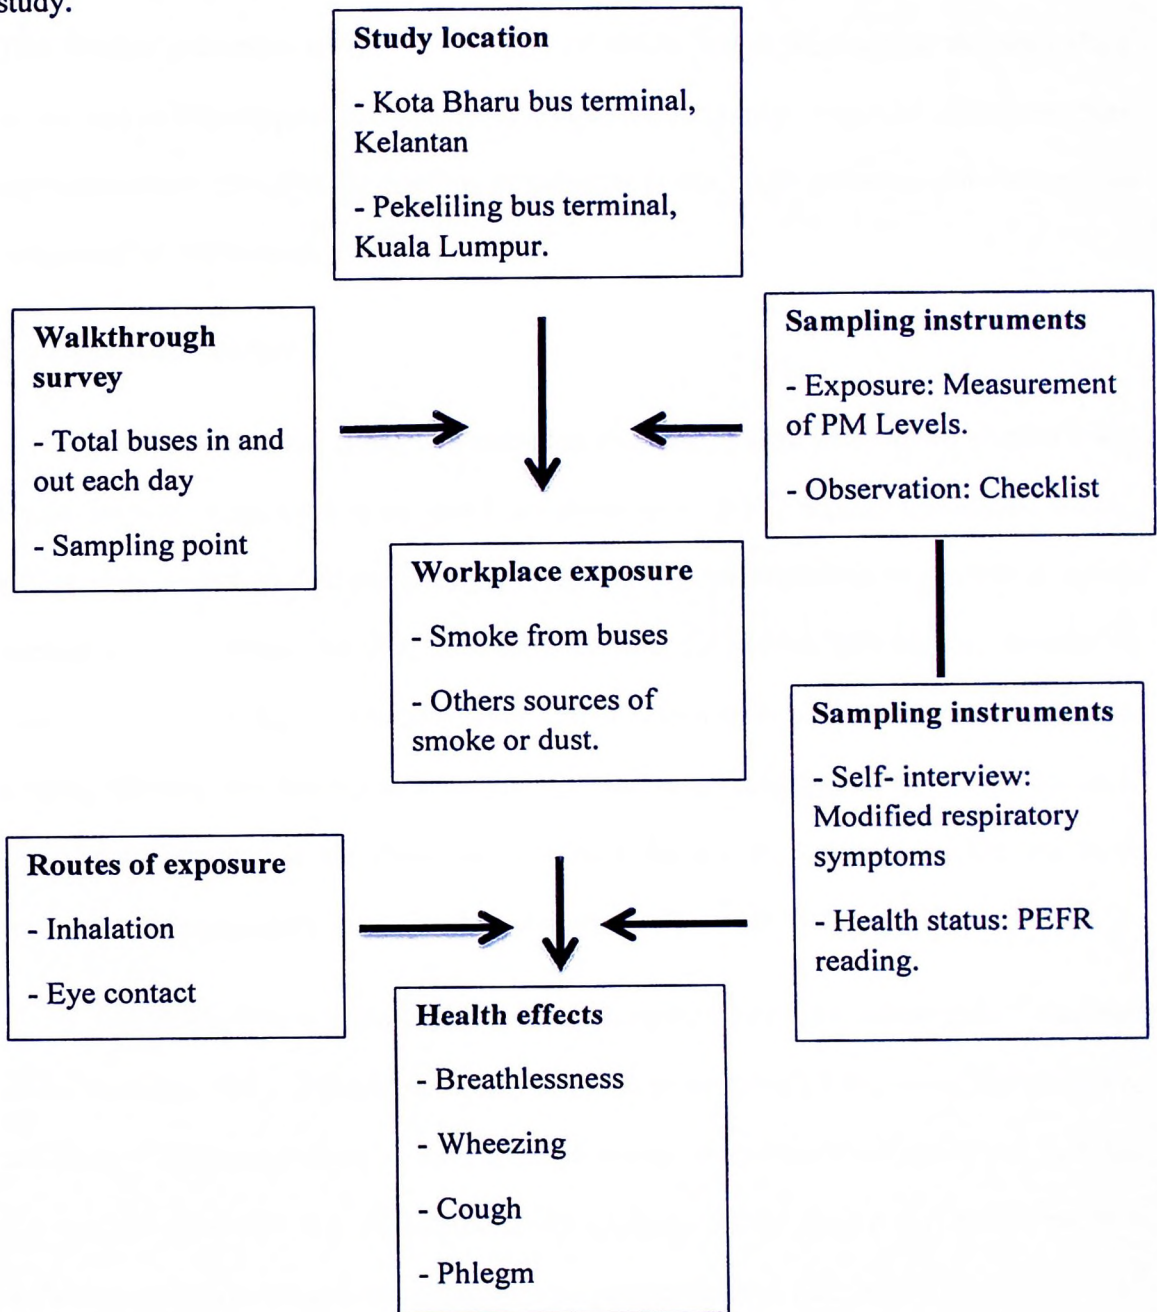 study.
Study location
- Kota Bharu bus terminal,
Kelantan
- Pekeliling bus terminal,
Kuala Lumpur.
Walkthrough
survey
- Total buses in and
out each day
- Sampling point
Sampling instruments
- Exposure: Measurement
of PM Levels.
- Observation: Checklist
Workplace exposure
- Smoke from buses
- Others sources of
smoke or dust.
Sampling instruments
- Self- interview:
Modified respiratory
symptoms
- Health status: PEFR
reading.
Routes of exposure
- Inhalation
- Eye contact
Health effects
- Breathlessness
- Wheezing
- Cough
- Phlegm